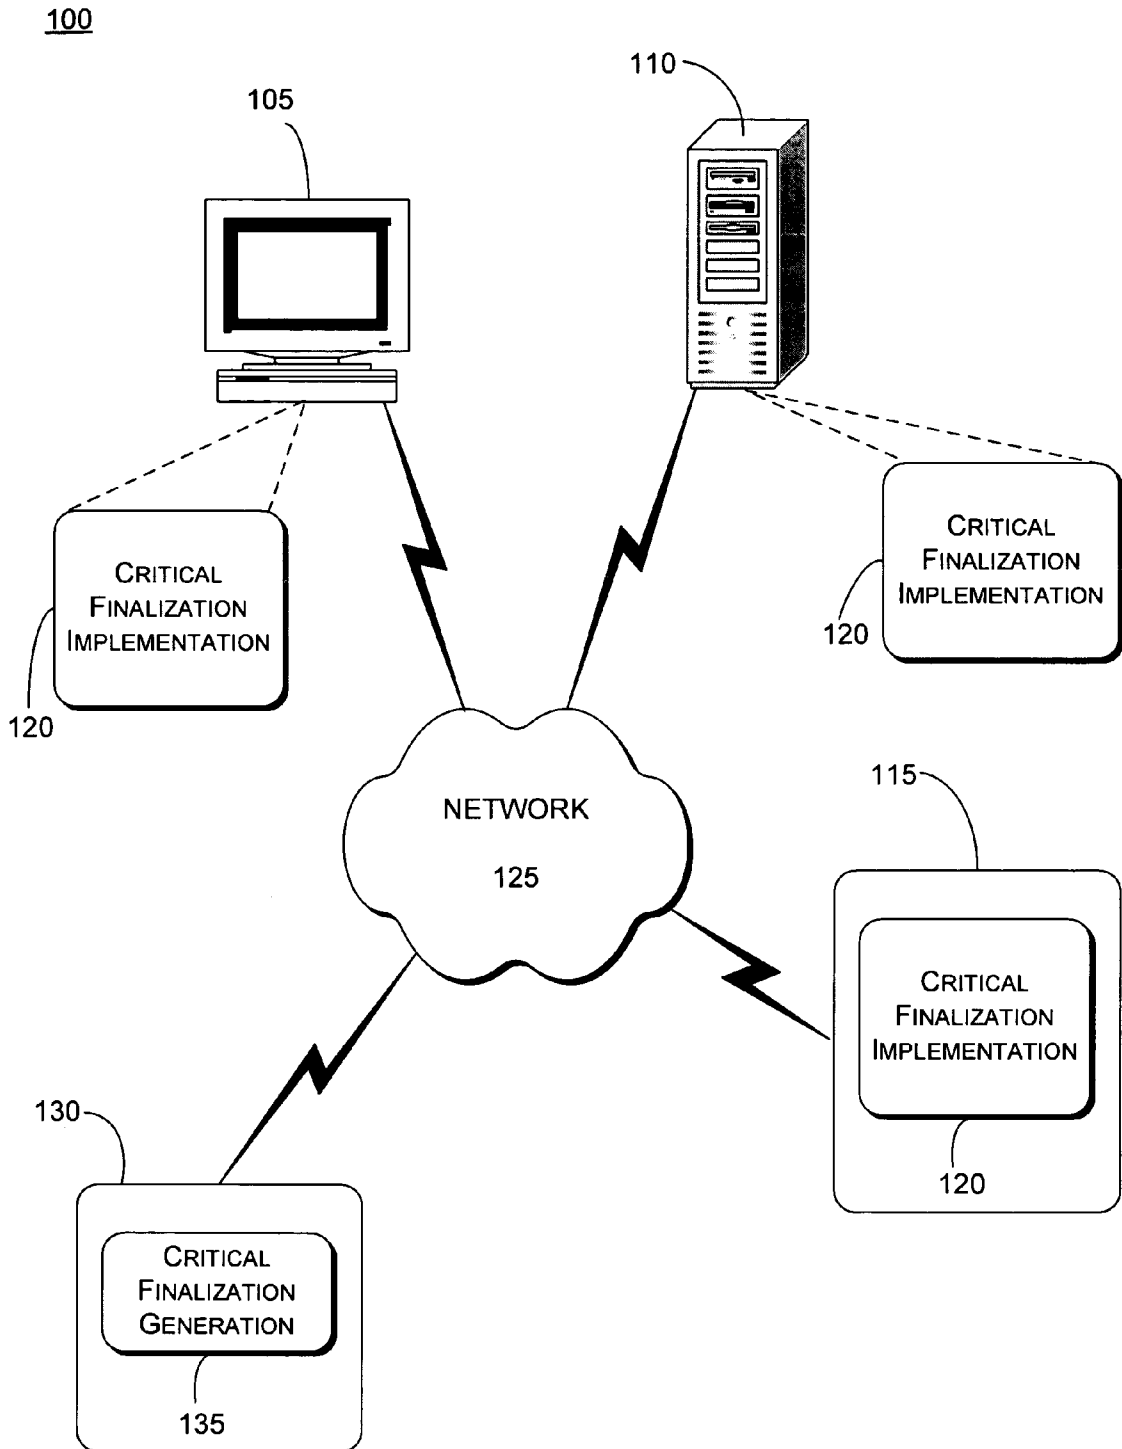 100
110
105
CRITICAL
FINALIZATION
IMPLEMENTATION
120
CRITICAL
FINALIZATION
IMPLEMENTATION
120
NETWORK
125
115
CRITICAL
FINALIZATION
IMPLEMENTATION
120
130
CRITICAL
FINALIZATION
GENERATION
135